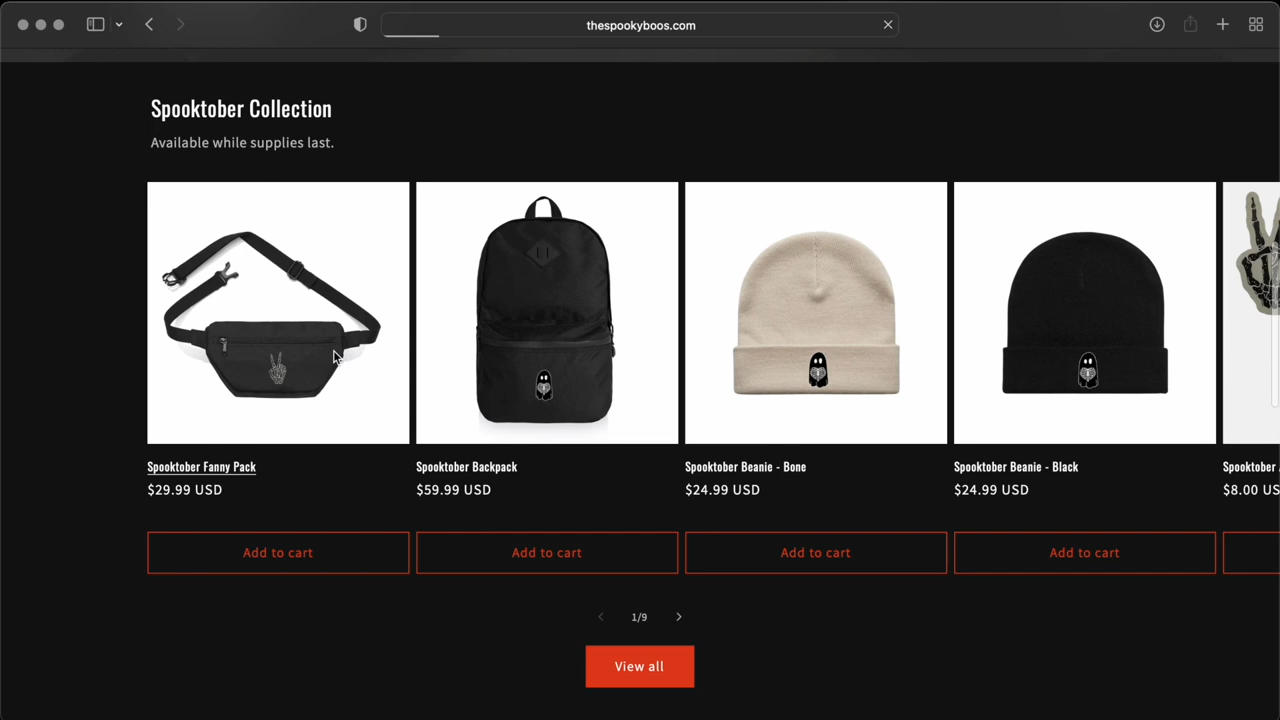 thespookyboos.com
Spooktober Collection
Available while supplies last.
Spooktober Fanny Pack
$29.99 USD
Add to cart
Spooktober Backpack
$59.99 USD
Add to cart
Spooktober Beanie - Bone
$24.99 USD
Add to cart
Spooktober Beanie - Black
$24.99 USD
Add to cart
Spooktober
$8.00 US
1/9
View all